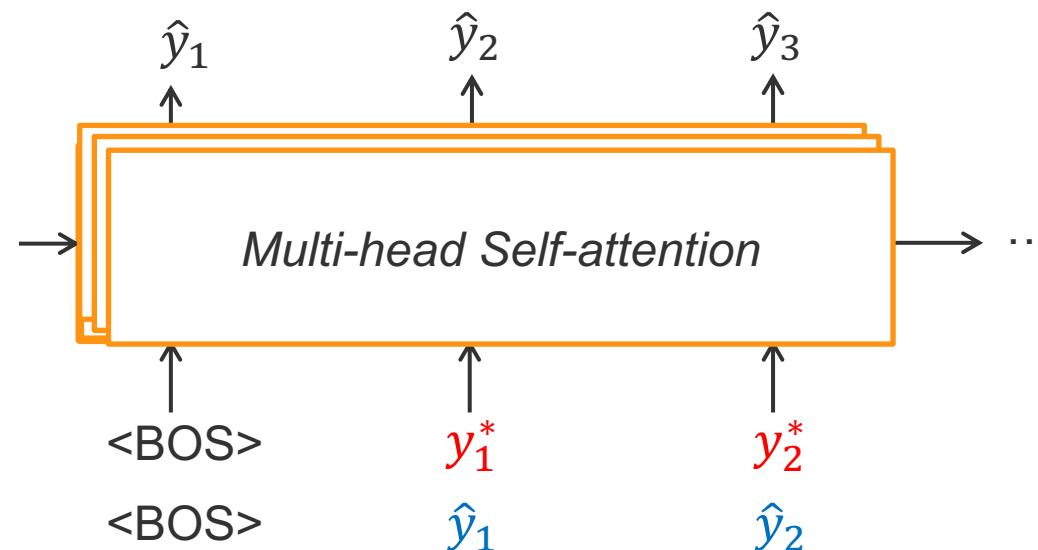 ŷ₁ ŷ₂ ŷ₃
Multi-head Self-attention ..
<BOS> y₁* y₂*
<BOS> ŷ₁ ŷ₂